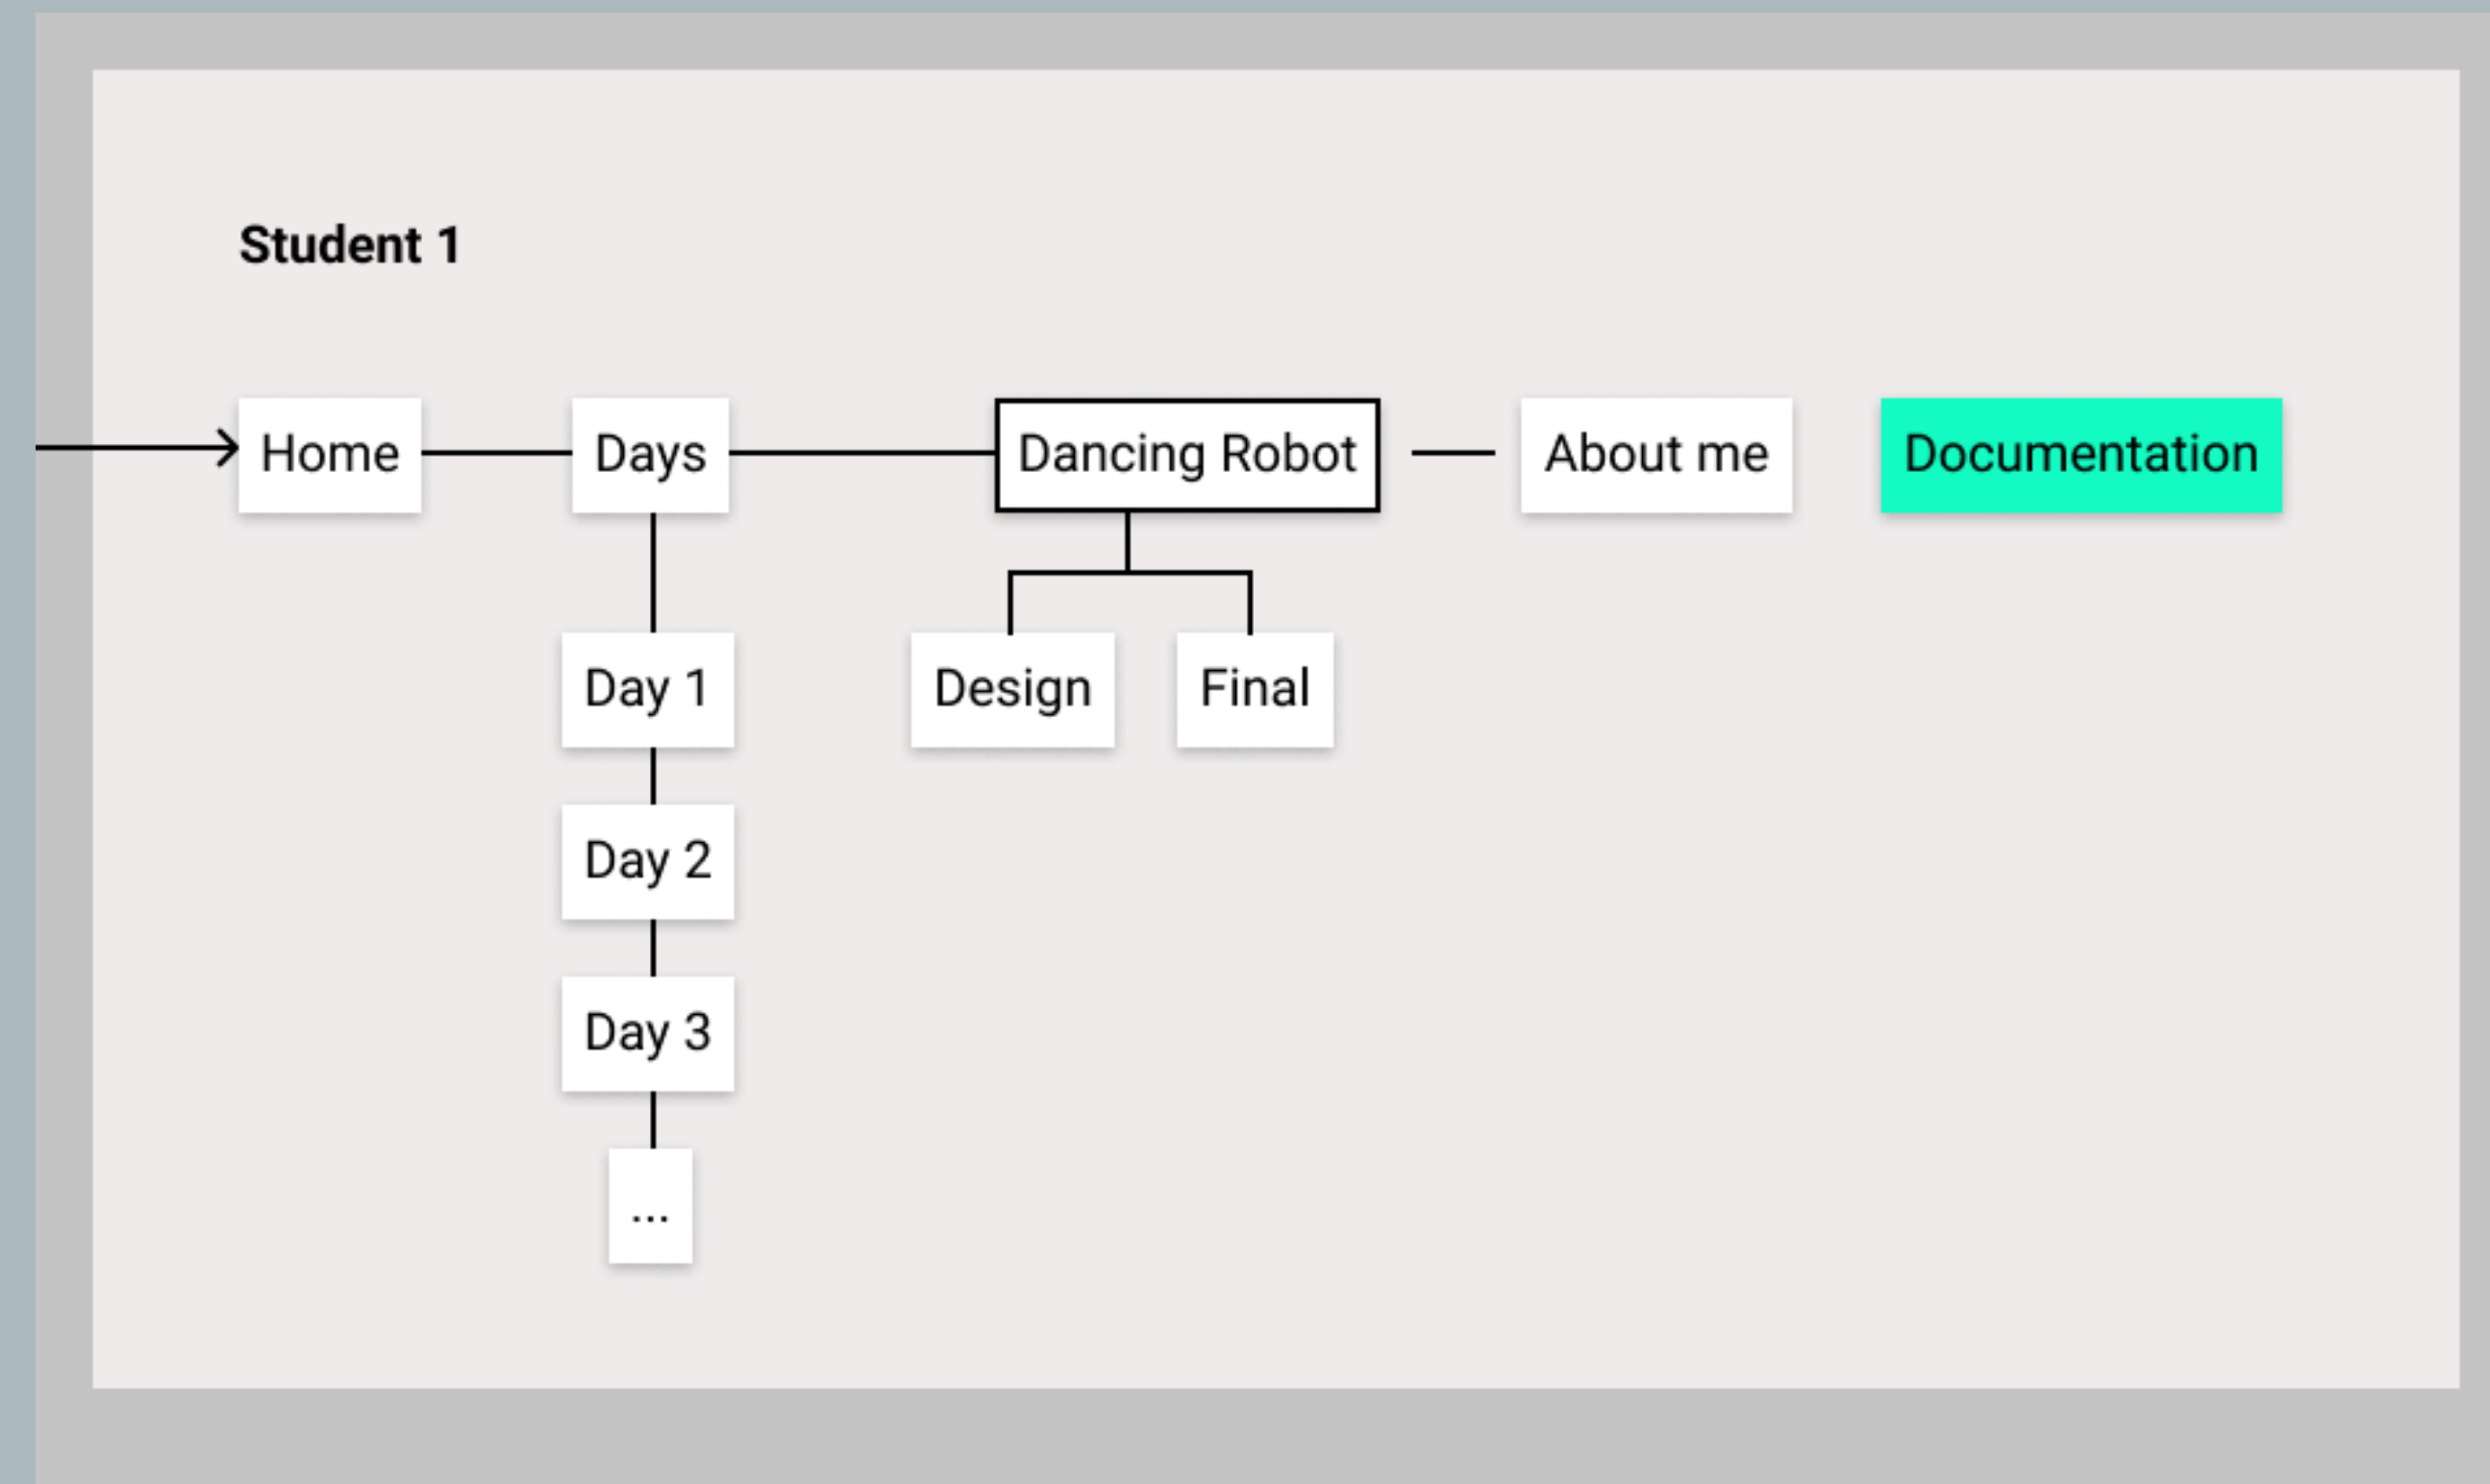 Student 1
Home Days Dancing Robot About me Documentation
Day 1 Design Final
Day 2
Day 3
...